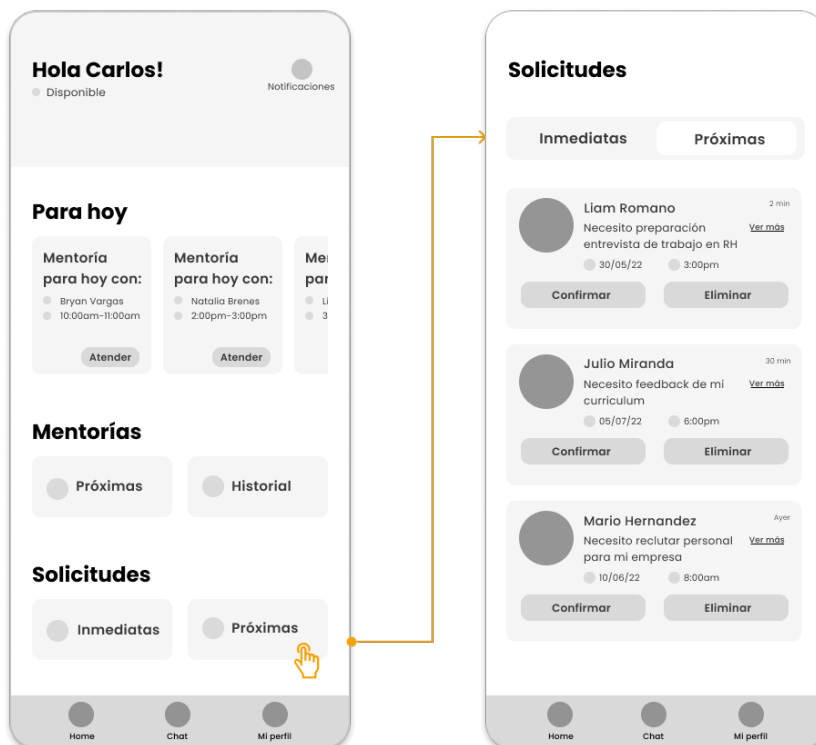 Hola Carlos!
Disponible
Notificaciones
Para hoy
Mentoría
para hoy con:
Bryan Vargas
10:00am-11:00am
Atender
Mentoría
para hoy con:
Natalia Brenes
2:00pm-3:00pm
Atender
Mentorías
Próximas
Historial
Solicitudes
Inmediatas
Próximas
Home
Chat
Mi perfil
Solicitudes
Inmediatas
Próximas
Liam Romano
2 min
Necesito preparación
entrevista de trabajo en RH
Ver más
30/05/22
3:00pm
Confirmar
Eliminar
Julio Miranda
30 min
Necesito feedback de mi
curriculum
Ver más
05/07/22
6:00pm
Confirmar
Eliminar
Mario Hernandez
Ayer
Necesito reclutar personal
para mi empresa
Ver más
10/06/22
8:00am
Confirmar
Eliminar
Home
Chat
Mi perfil